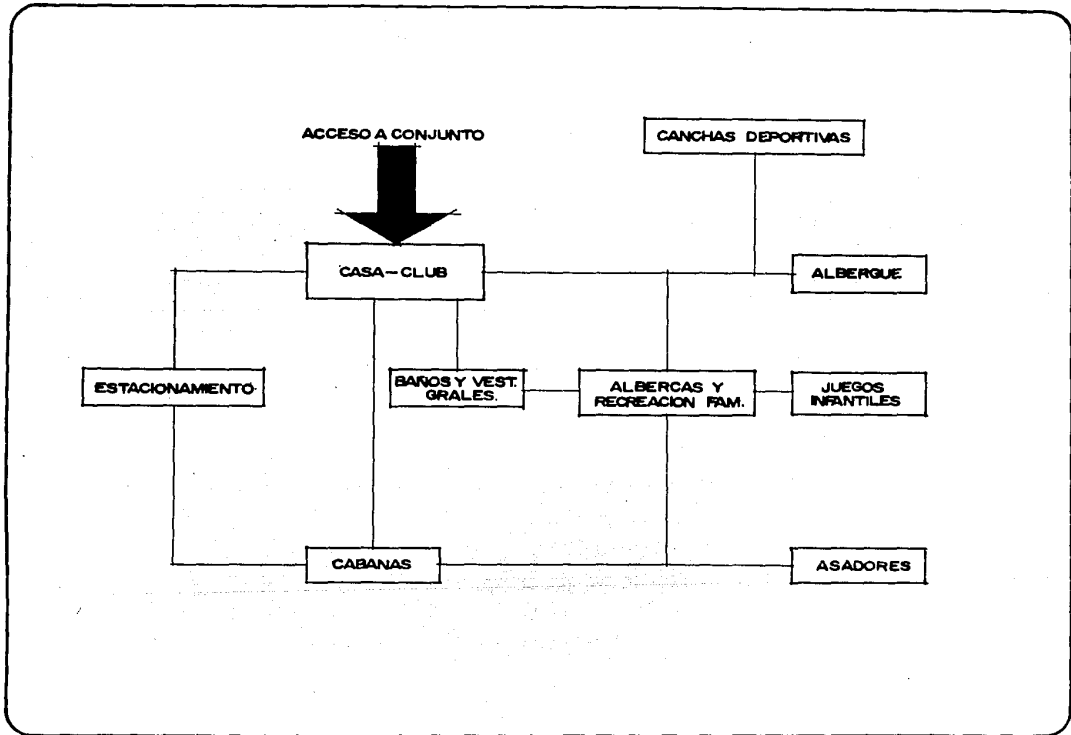 ACCESO A CONJUNTO
CANCHAS DEPORTIVAS
CASA-CLUB
ALBERGUE
ESTACIONAMIENTO
BAÑOS Y VEST.
GRALES.
ALBERCAS Y
RECREACION FAM.
JUEGOS
INFANTILES
CABANAS
ASADORES